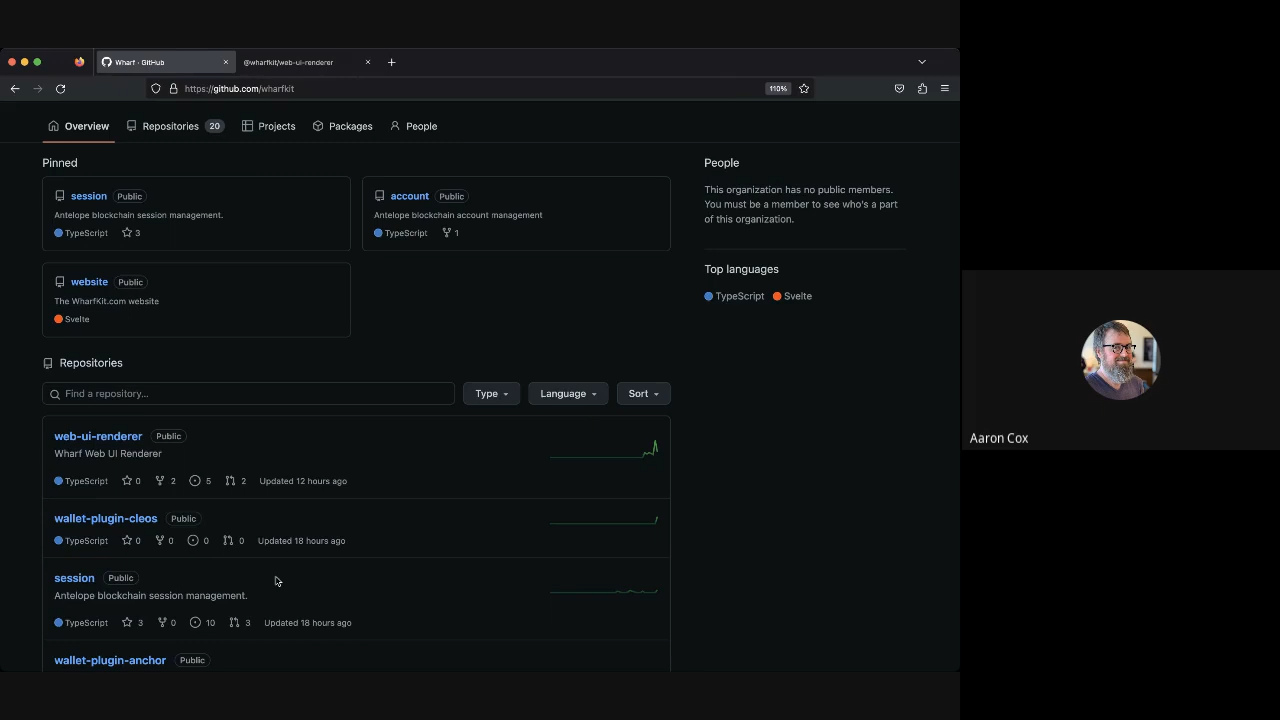 Wharf · GitHub
@wharfkit/web-ui-renderer
https://github.com/wharfkit
110%
Overview
Repositories 20
Projects
Packages
People
Pinned
session Public
Antelope blockchain session management.
TypeScript 3
account Public
Antelope blockchain account management
TypeScript 1
website Public
The WharfKit.com website
Svelte
People
This organization has no public members.
You must be a member to see who's a part
of this organization.
Top languages
TypeScript Svelte
Repositories
Find a repository...
Type
Language
Sort
web-ui-renderer Public
Wharf Web UI Renderer
TypeScript 0 2 5 2 Updated 12 hours ago
wallet-plugin-cleos Public
TypeScript 0 0 0 0 Updated 18 hours ago
session Public
Antelope blockchain session management.
TypeScript 3 0 10 3 Updated 18 hours ago
wallet-plugin-anchor Public
Aaron Cox